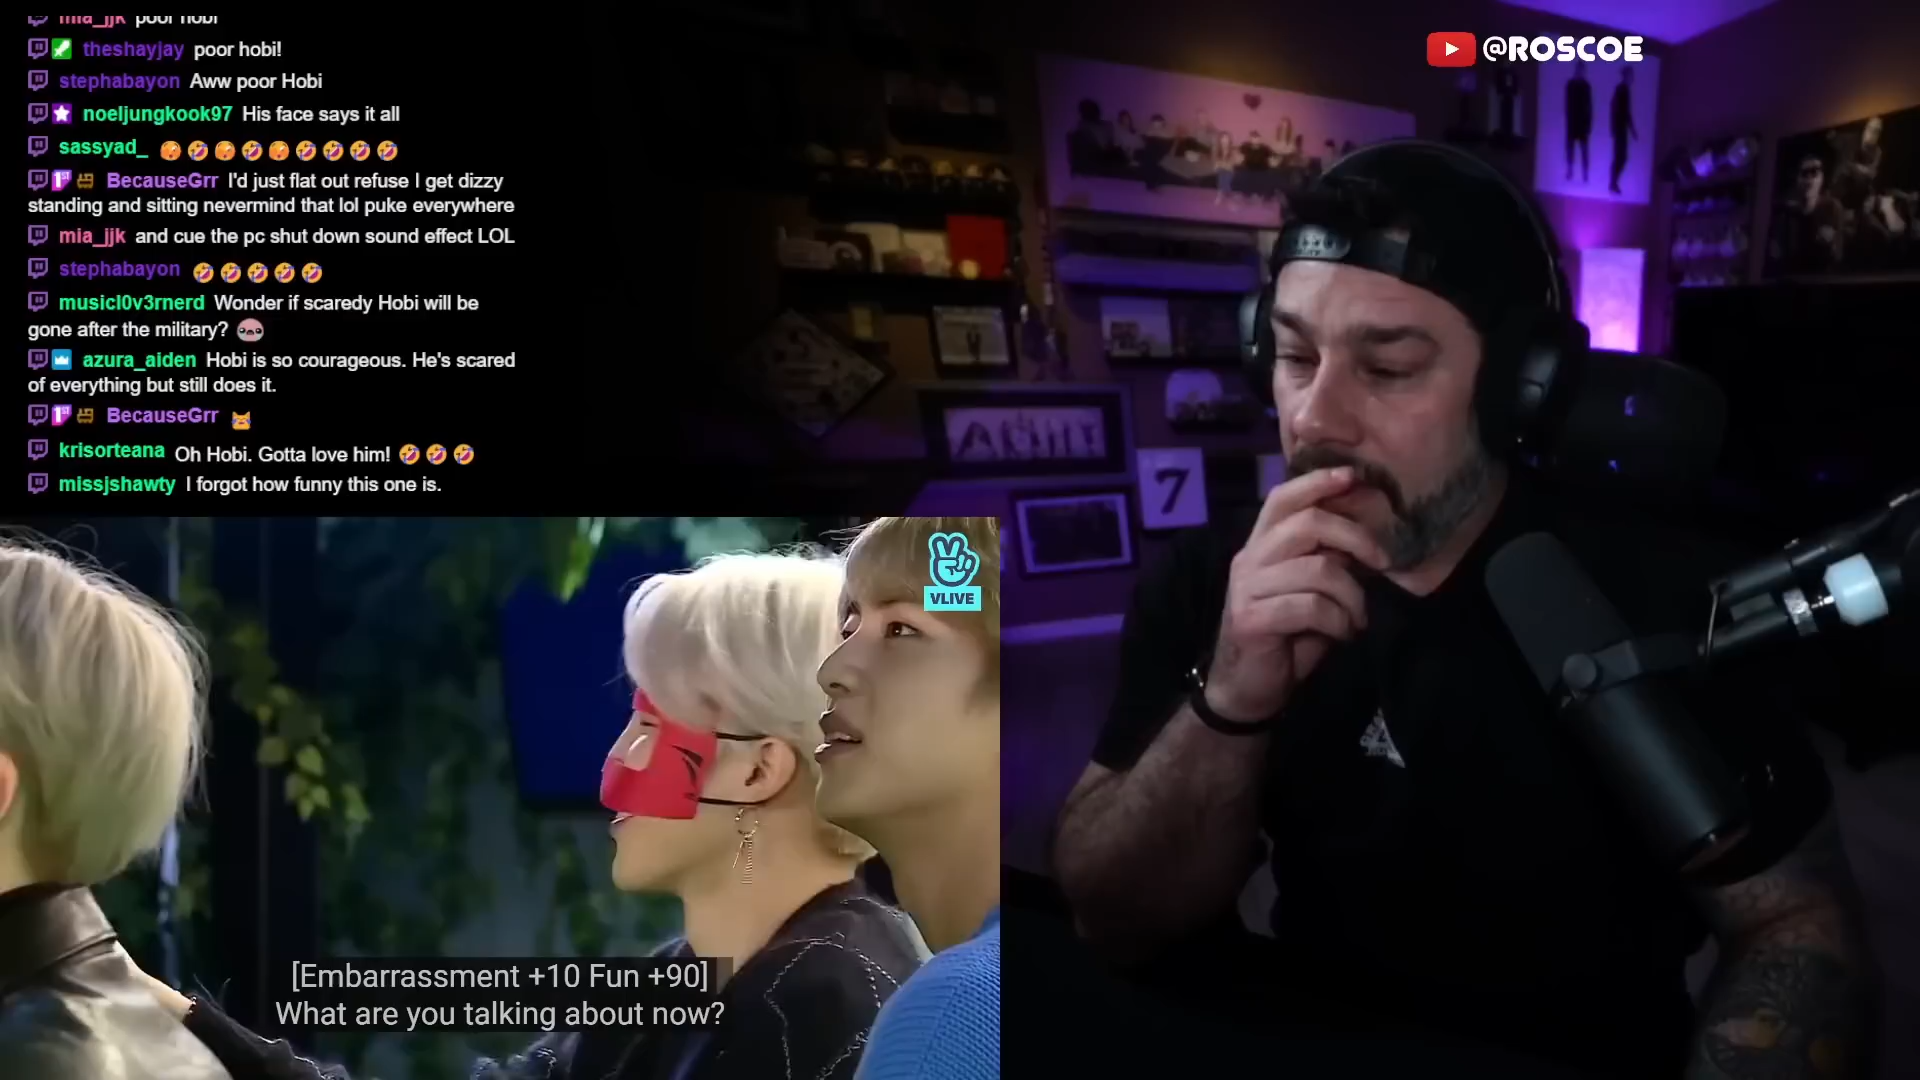 mia_jjk poor hobi
theshayjay poor hobi!
stephabayon Aww poor Hobi
noeljungkook97 His face says it all
sassyad_
BecauseGrr I'd just flat out refuse I get dizzy
standing and sitting nevermind that lol puke everywhere
mia_jjk and cue the pc shut down sound effect LOL
stephabayon
musicl0v3rnerd Wonder if scaredy Hobi will be
gone after the military?
azura_aiden Hobi is so courageous. He's scared
of everything but still does it.
BecauseGrr
krisorteana Oh Hobi. Gotta love him!
missjshawty I forgot how funny this one is.
@ROSCOE
ARMY
7
VLIVE
[Embarrassment +10 Fun +90]
What are you talking about now?